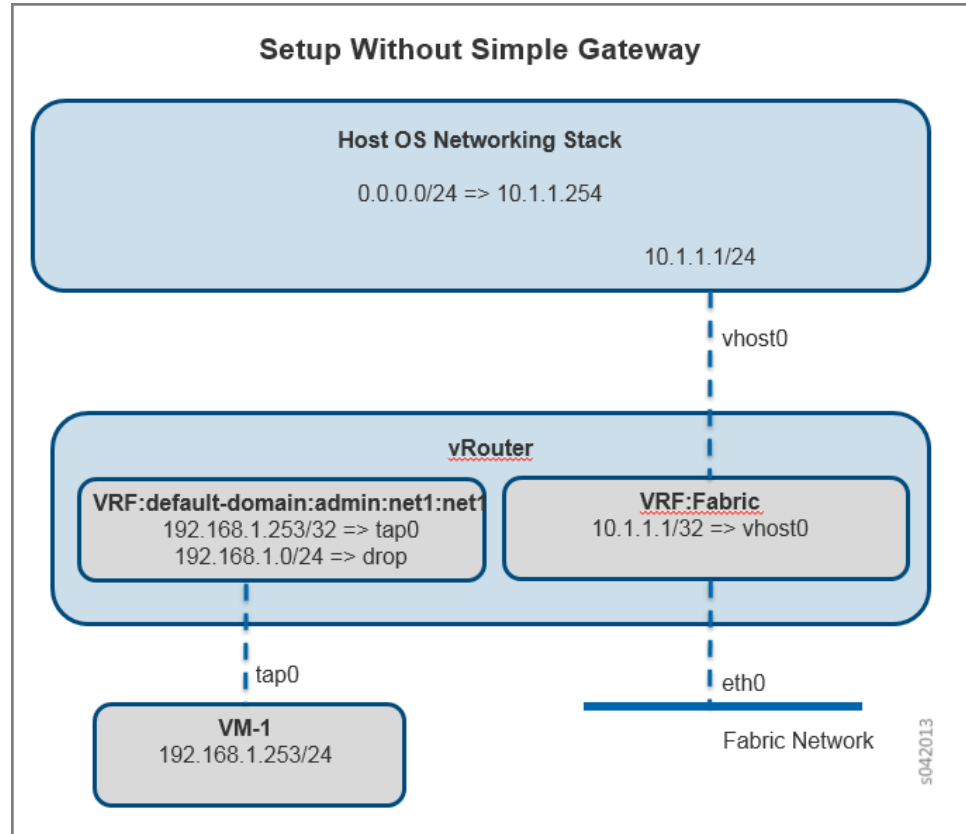 Setup Without Simple Gateway
Host OS Networking Stack
0.0.0.0/24 => 10.1.1.254
10.1.1.1/24
vhost0
vRouter
VRF:default-domain:admin:net1:net1
192.168.1.253/32 => tap0
192.168.1.0/24 => drop
VRF:Fabric
10.1.1.1/32 => vhost0
tap0
eth0
VM-1
192.168.1.253/24
Fabric Network
s042013